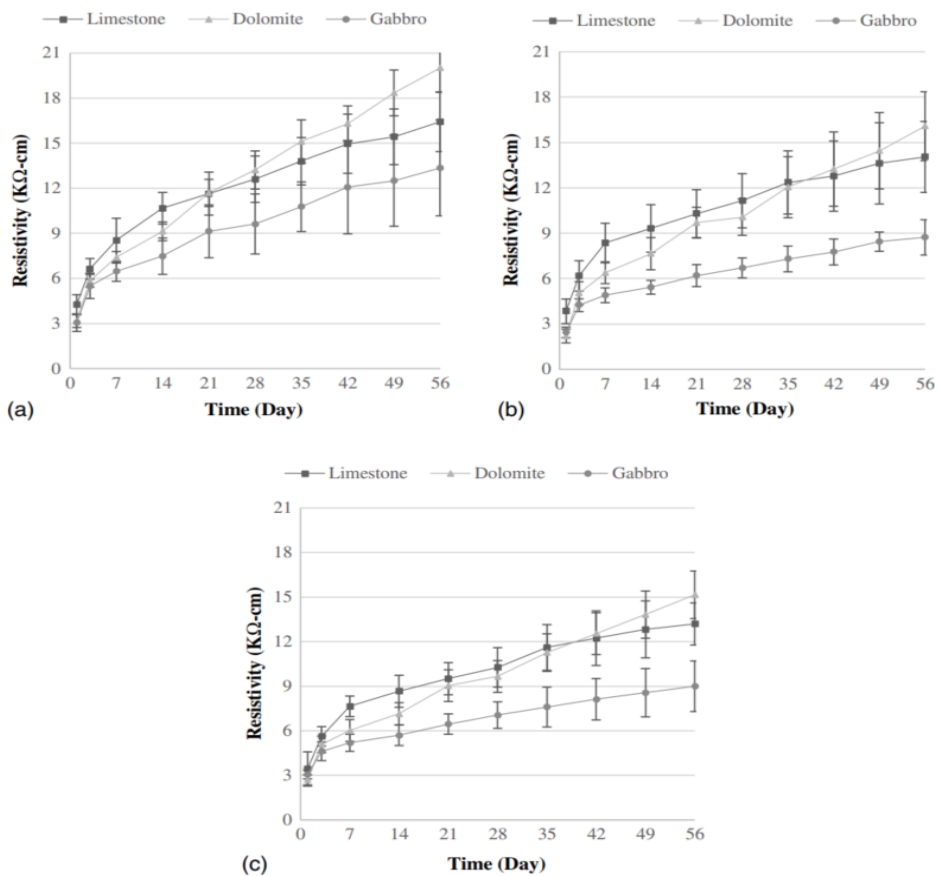 Limestone Dolomite Gabbro
21
18
15
12
9
6
3
0
Resistivity (KΩ-cm)
0 7 14 21 28 35 42 49 56
Time (Day)
(a)
Limestone Dolomite Gabbro
21
18
15
12
9
6
3
0
Resistivity (KΩ-cm)
0 7 14 21 28 35 42 49 56
Time (Day)
(b)
Limestone Dolomite Gabbro
21
18
15
12
9
6
3
0
Resistivity (KΩ-cm)
0 7 14 21 28 35 42 49 56
Time (Day)
(c)